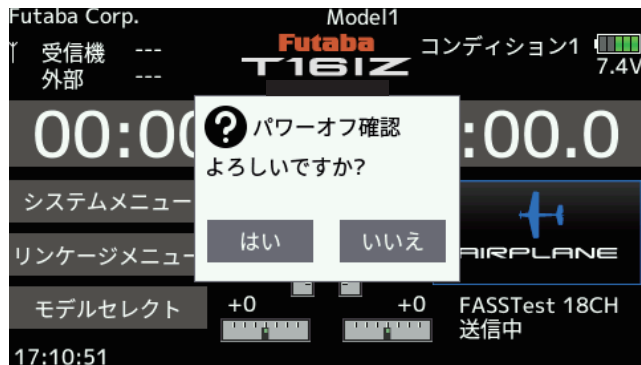 Futaba Corp.
Model1
受信機 ---
外部 ---
Futaba
T16IZ
コンディション1
7.4V
00:00
:00.0
パワーオフ確認
よろしいですか?
はい
いいえ
システムメニュー
リンケージメニュー
モデルセレクト
AIRPLANE
+0
+0
FASSTest 18CH
送信中
17:10:51